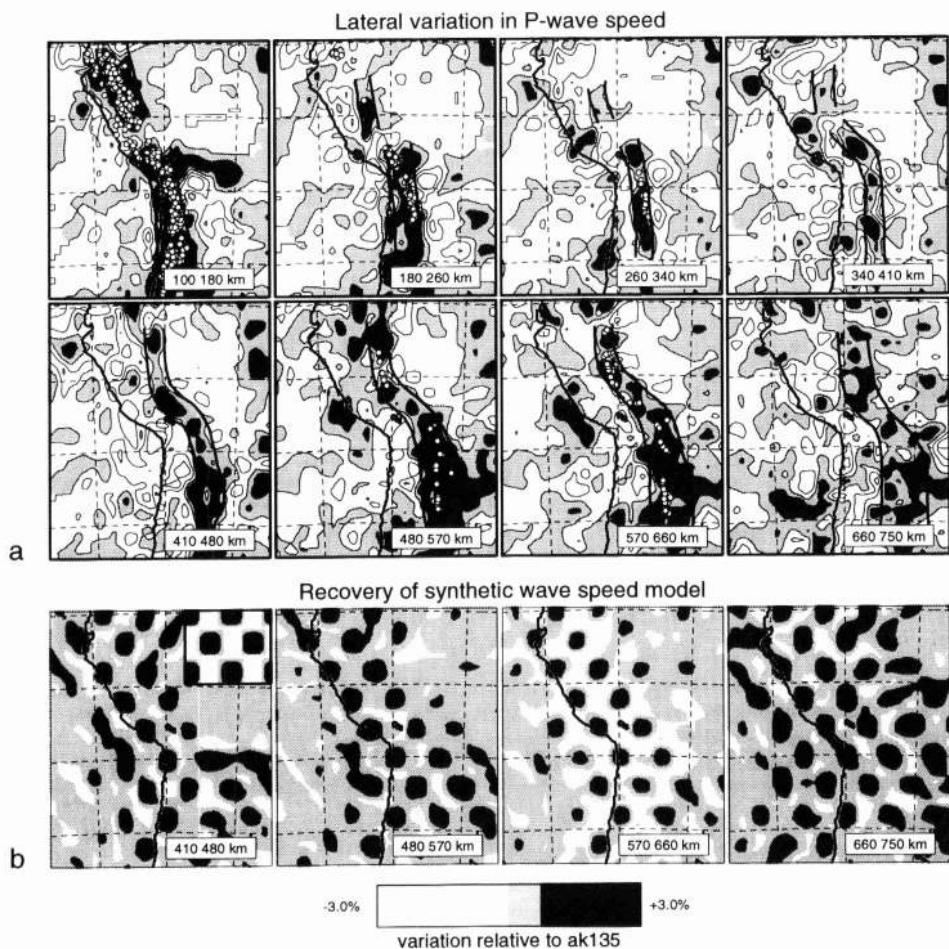 Lateral variation in P-wave speed
100 180 km
180 260 km
260 340 km
340 410 km
410 480 km
480 570 km
570 660 km
660 750 km
a
Recovery of synthetic wave speed model
410 480 km
480 570 km
570 660 km
660 750 km
b
-3.0%
+3.0%
variation relative to ak135